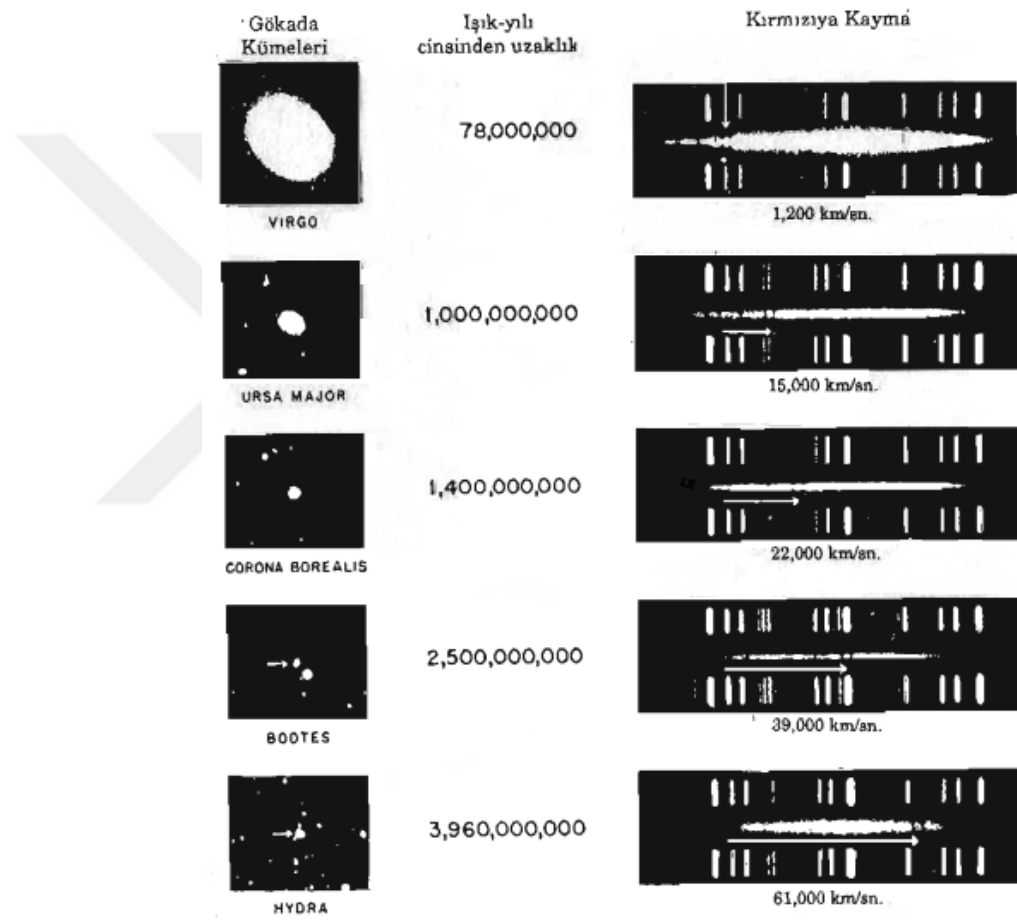 Gökada
Kümeleri
Işık-yılı
cinsinden uzaklık
Kırmızıya Kayma
VIRGO
78,000,000
1,200 km/sn.
URSA MAJOR
1,000,000,000
15,000 km/sn.
CORONA BOREALIS
1,400,000,000
22,000 km/sn.
BOOTES
2,500,000,000
39,000 km/sn.
HYDRA
3,960,000,000
61,000 km/sn.